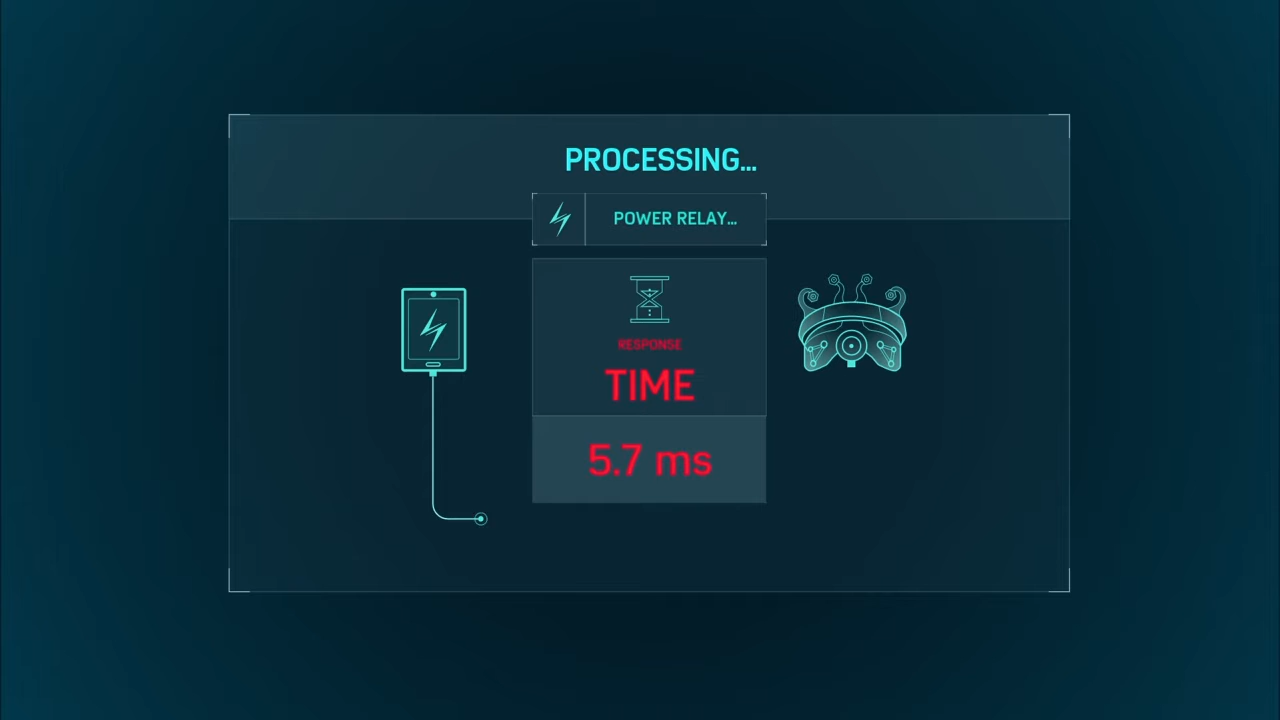 PROCESSING...
POWER RELAY...
RESPONSE
TIME
5.7 ms